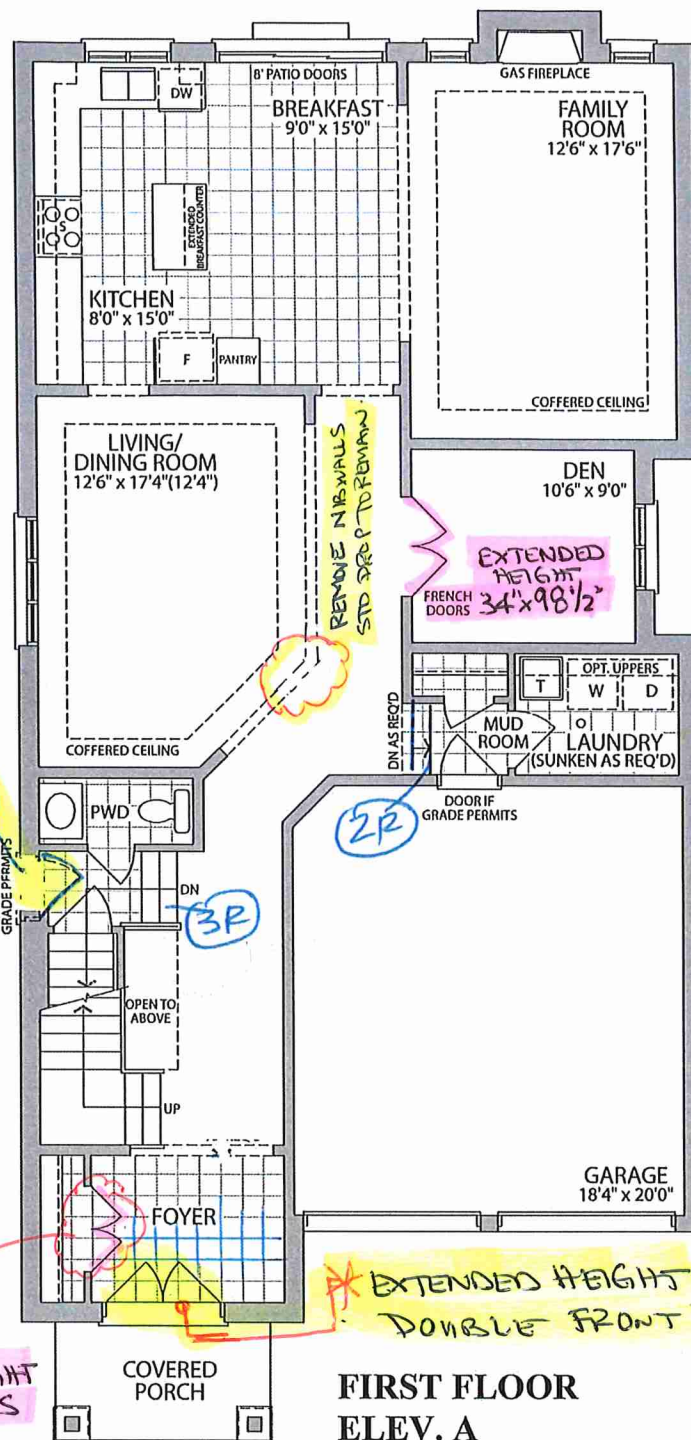 8' PATIO DOORS
GAS FIREPLACE
DW
BREAKFAST
9'0" x 15'0"
FAMILY
ROOM
12'6" x 17'6"
S
EXTENDED
BREAKFAST COUNTER
KITCHEN
8'0" x 15'0"
F
PANTRY
COFFERED CEILING
LIVING/
DINING ROOM
12'6" x 17'4"(12'4")
REMOVE NIBWALLS
STD DROP TO REMAIN.
DEN
10'6" x 9'0"
EXTENDED
HEIGHT
FRENCH
DOORS
34" x 98 1/2"
OPT. UPPERS
T
W
D
MUD
ROOM
LAUNDRY
(SUNKEN AS REQ'D)
DN AS REQ'D
COFFERED CEILING
DOOR IF
GRADE PERMITS
2R
PWD
GRADE PERMITS
DN
3R
OPEN TO
ABOVE
UP
GARAGE
18'4" x 20'0"
FOYER
* EXTENDED HEIGHT
DOUBLE FRONT
COVERED
PORCH
FIRST FLOOR
ELEV. A